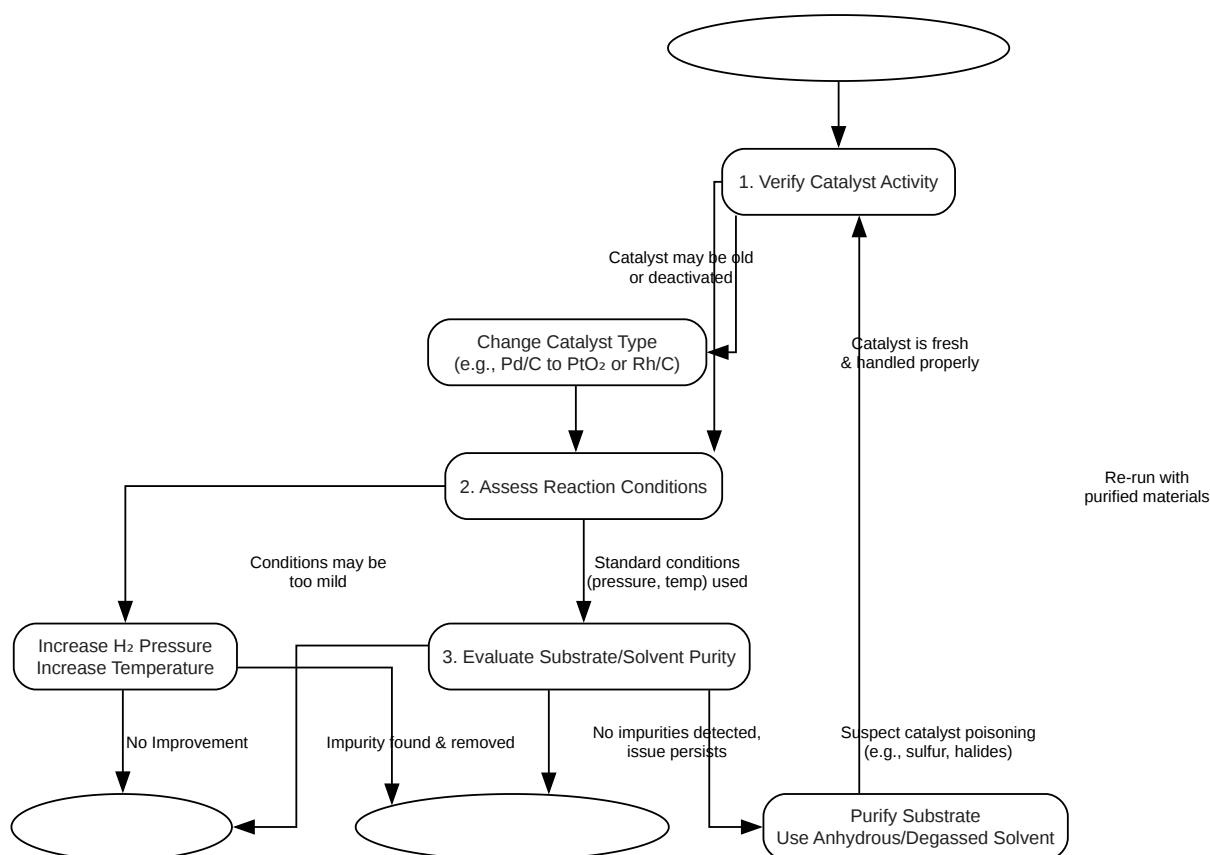 1. Verify Catalyst Activity
Catalyst may be old
or deactivated
Change Catalyst Type
(e.g., Pd/C to PtO₂ or Rh/C)
Catalyst is fresh
& handled properly
2. Assess Reaction Conditions
Re-run with
purified materials
Conditions may be
too mild
Standard conditions
(pressure, temp) used
Increase H₂ Pressure
Increase Temperature
3. Evaluate Substrate/Solvent Purity
No Improvement
Impurity found & removed
No impurities detected,
issue persists
Suspect catalyst poisoning
(e.g., sulfur, halides)
Purify Substrate
Use Anhydrous/Degassed Solvent